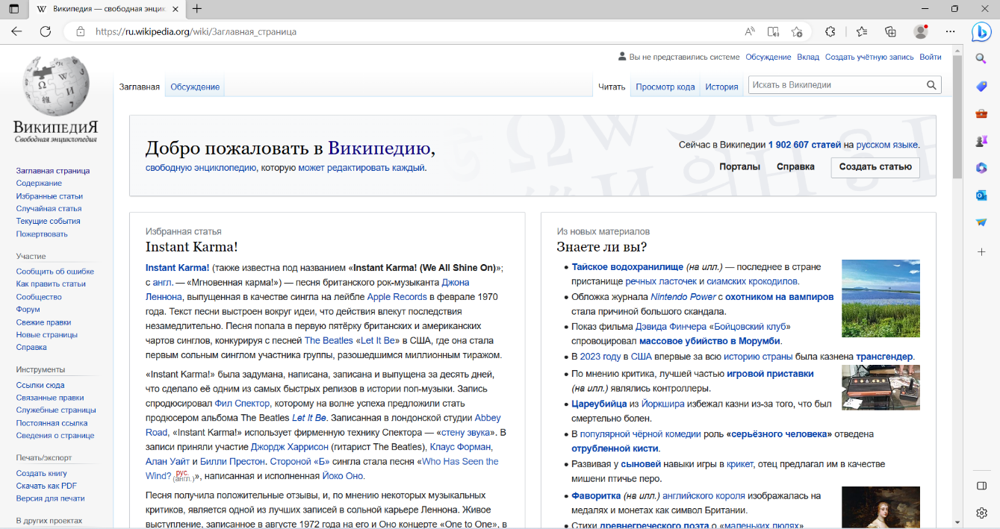 Википедия — свободная энцик
https://ru.wikipedia.org/wiki/Заглавная_страница
Вы не представились системе Обсуждение Вклад Создать учётную запись Войти
Заглавная Обсуждение Читать Просмотр кода История Искать в Википедии
ВикипедиЯ
Свободная энциклопедия
Заглавная страница
Содержание
Избранные статьи
Случайная статья
Текущие события
Пожертвовать
Участие
Сообщить об ошибке
Как править статьи
Сообщество
Форум
Свежие правки
Новые страницы
Справка
Инструменты
Ссылки сюда
Связанные правки
Служебные страницы
Постоянная ссылка
Сведения о странице
Печать/экспорт
Создать книгу
Скачать как PDF
Версия для печати
В других проектах
Добро пожаловать в Википедию,
свободную энциклопедию, которую может редактировать каждый.
Сейчас в Википедии 1 902 607 статей на русском языке.
Порталы Справка Создать статью
Избранная статья
Instant Karma!
Instant Karma! (также известна под названием «Instant Karma! (We All Shine On)»;
с англ. — «Мгновенная карма!») — песня британского рок-музыканта Джона
Леннона, выпущенная в качестве сингла на лейбле Apple Records в феврале 1970
года. Текст песни выстроен вокруг идеи, что действия влекут последствия
незамедлительно. Песня попала в первую пятёрку британских и американских
чартов синглов, конкурируя с песней The Beatles «Let It Be» в США, где она стала
первым сольным синглом участника группы, разошедшимся миллионным тиражом.
«Instant Karma!» была задумана, написана, записана и выпущена за десять дней,
что сделало её одним из самых быстрых релизов в истории поп-музыки. Запись
спродюсировал Фил Спектор, которому на волне успеха предложили стать
продюсером альбома The Beatles Let It Be. Записанная в лондонской студии Abbey
Road, «Instant Karma!» использует фирменную технику Спектора — «стену звука». В
записи приняли участие Джордж Харрисон (гитарист The Beatles), Клаус Форман,
Алан Уайт и Билли Престон. Стороной «Б» сингла стала песня «Who Has Seen the
Wind? рус. (англ.)», написанная и исполненная Йоко Оно.
Песня получила положительные отзывы, и, по мнению некоторых музыкальных
критиков, является одной из лучших записей в сольной карьере Леннона. Живое
выступление, записанное в августе 1972 года на его и Оно концерте «One to One», в
Из новых материалов
Знаете ли вы?
• Тайское водохранилище (на илл.) — последнее в стране
пристанище речных ласточек и сиамских крокодилов.
• Обложка журнала Nintendo Power с охотником на вампиров
стала причиной большого скандала.
• Показ фильма Дэвида Финчера «Бойцовский клуб»
спровоцировал массовое убийство в Морумби.
• В 2023 году в США впервые за всю историю страны была казнена трансгендер.
• По мнению критика, лучшей частью игровой приставки
(на илл.) являлись контроллеры.
• Цареубийца из Йоркшира избежал казни из-за того, что был
смертельно болен.
• В популярной чёрной комедии роль «серьёзного человека» отведена
отрубленной кисти.
• Развивая у сыновей навыки игры в крикет, отец предлагал им в качестве
мишени птичье перо.
• Фаворитка (на илл.) английского короля изображалась на
медалях и монетах как символ Британии.
• Стихи древнегреческого поэта о «маленьких людях»